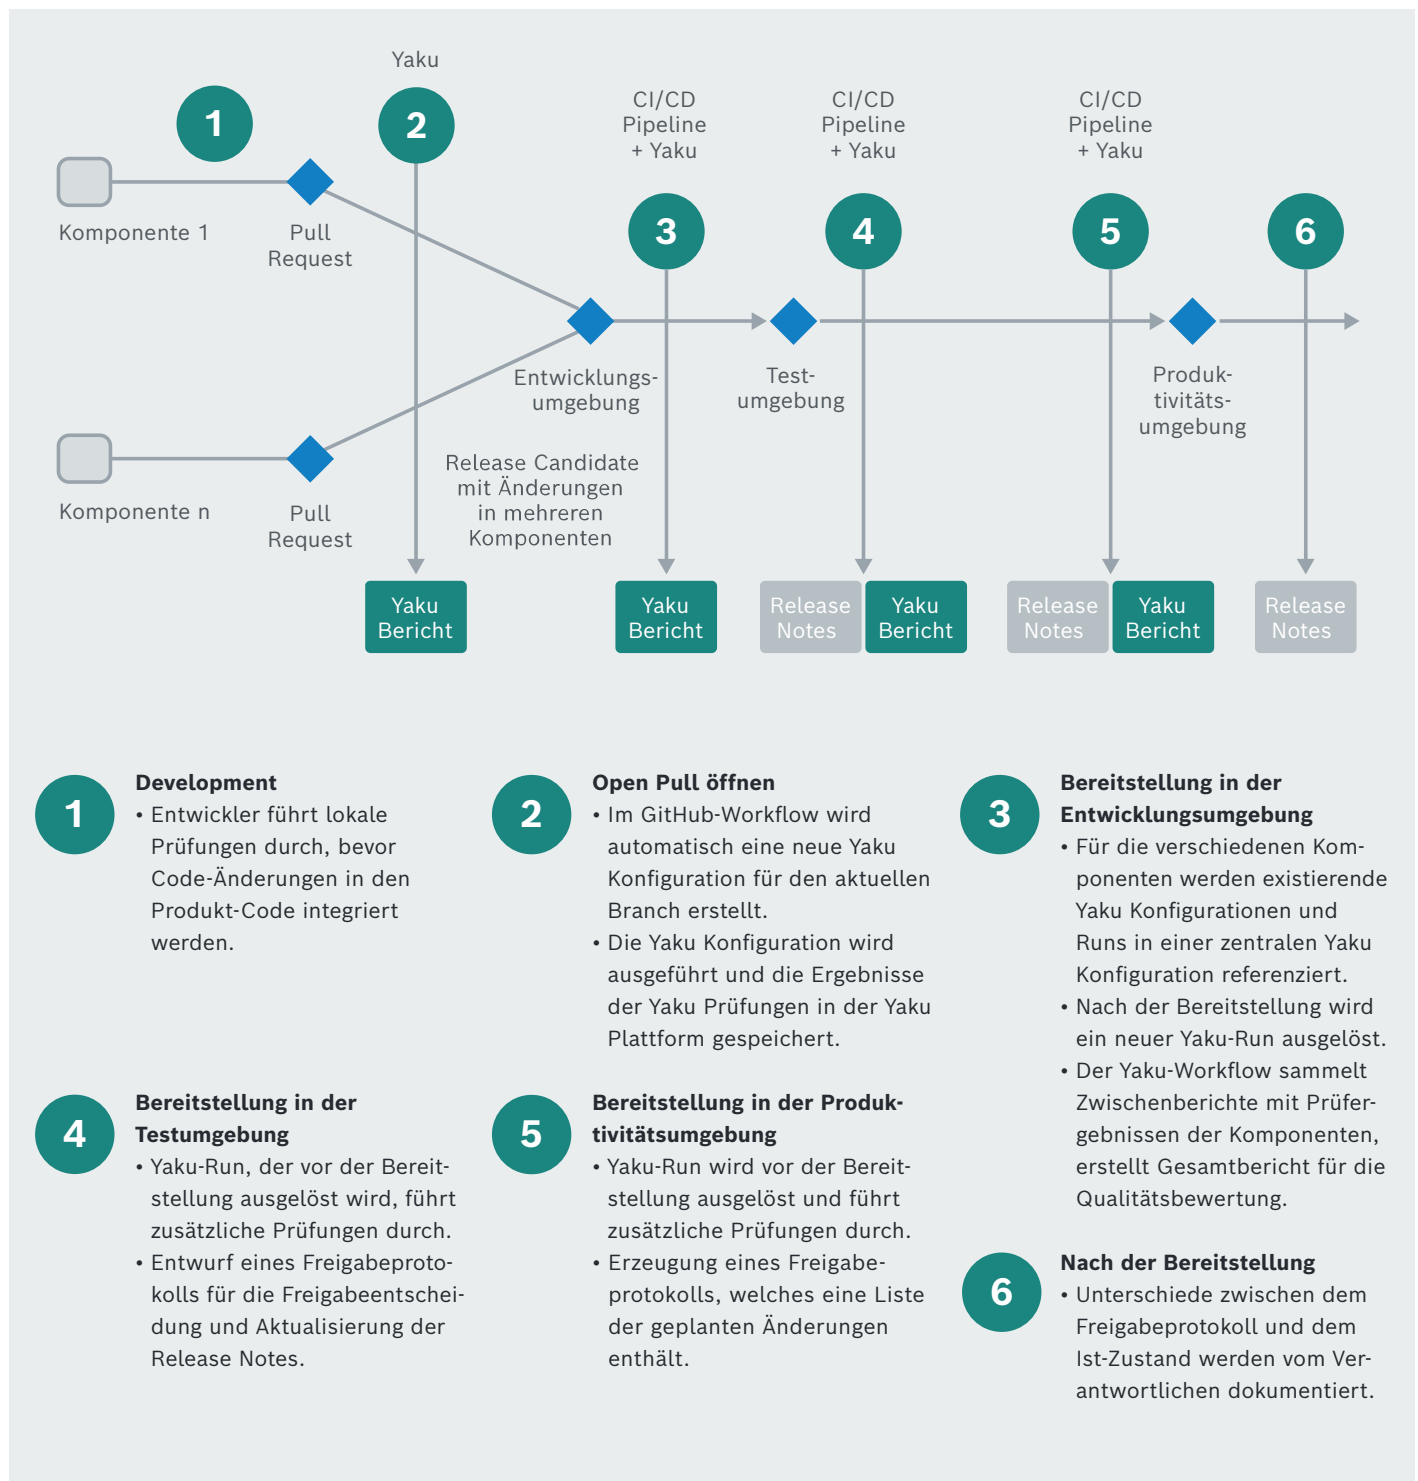 Yaku
1
2
CI/CD
Pipeline
+ Yaku
CI/CD
Pipeline
+ Yaku
CI/CD
Pipeline
+ Yaku
3
4
5
6
Komponente 1
Pull
Request
Entwicklungs-
umgebung
Test-
umgebung
Produk-
tivitäts-
umgebung
Release Candidate
mit Änderungen
in mehreren
Komponenten
Komponente n
Pull
Request
Yaku
Bericht
Yaku
Bericht
Release
Notes
Yaku
Bericht
Release
Notes
Yaku
Bericht
Release
Notes
1
Development
• Entwickler führt lokale
Prüfungen durch, bevor
Code-Änderungen in den
Produkt-Code integriert
werden.
2
Open Pull öffnen
• Im GitHub-Workflow wird
automatisch eine neue Yaku
Konfiguration für den aktuellen
Branch erstellt.
• Die Yaku Konfiguration wird
ausgeführt und die Ergebnisse
der Yaku Prüfungen in der Yaku
Plattform gespeichert.
3
Bereitstellung in der
Entwicklungsumgebung
• Für die verschiedenen Kom-
ponenten werden existierende
Yaku Konfigurationen und
Runs in einer zentralen Yaku
Konfiguration referenziert.
• Nach der Bereitstellung wird
ein neuer Yaku-Run ausgelöst.
• Der Yaku-Workflow sammelt
Zwischenberichte mit Prüfer-
gebnissen der Komponenten,
erstellt Gesamtbericht für die
Qualitätsbewertung.
4
Bereitstellung in der
Testumgebung
• Yaku-Run, der vor der Bereit-
stellung ausgelöst wird, führt
zusätzliche Prüfungen durch.
• Entwurf eines Freigabeproto-
kolls für die Freigabeentschei-
dung und Aktualisierung der
Release Notes.
5
Bereitstellung in der Produk-
tivitätsumgebung
• Yaku-Run wird vor der Bereit-
stellung ausgelöst und führt
zusätzliche Prüfungen durch.
• Erzeugung eines Freigabe-
protokolls, welches eine Liste
der geplanten Änderungen
enthält.
6
Nach der Bereitstellung
• Unterschiede zwischen dem
Freigabeprotokoll und dem
Ist-Zustand werden vom Ver-
antwortlichen dokumentiert.